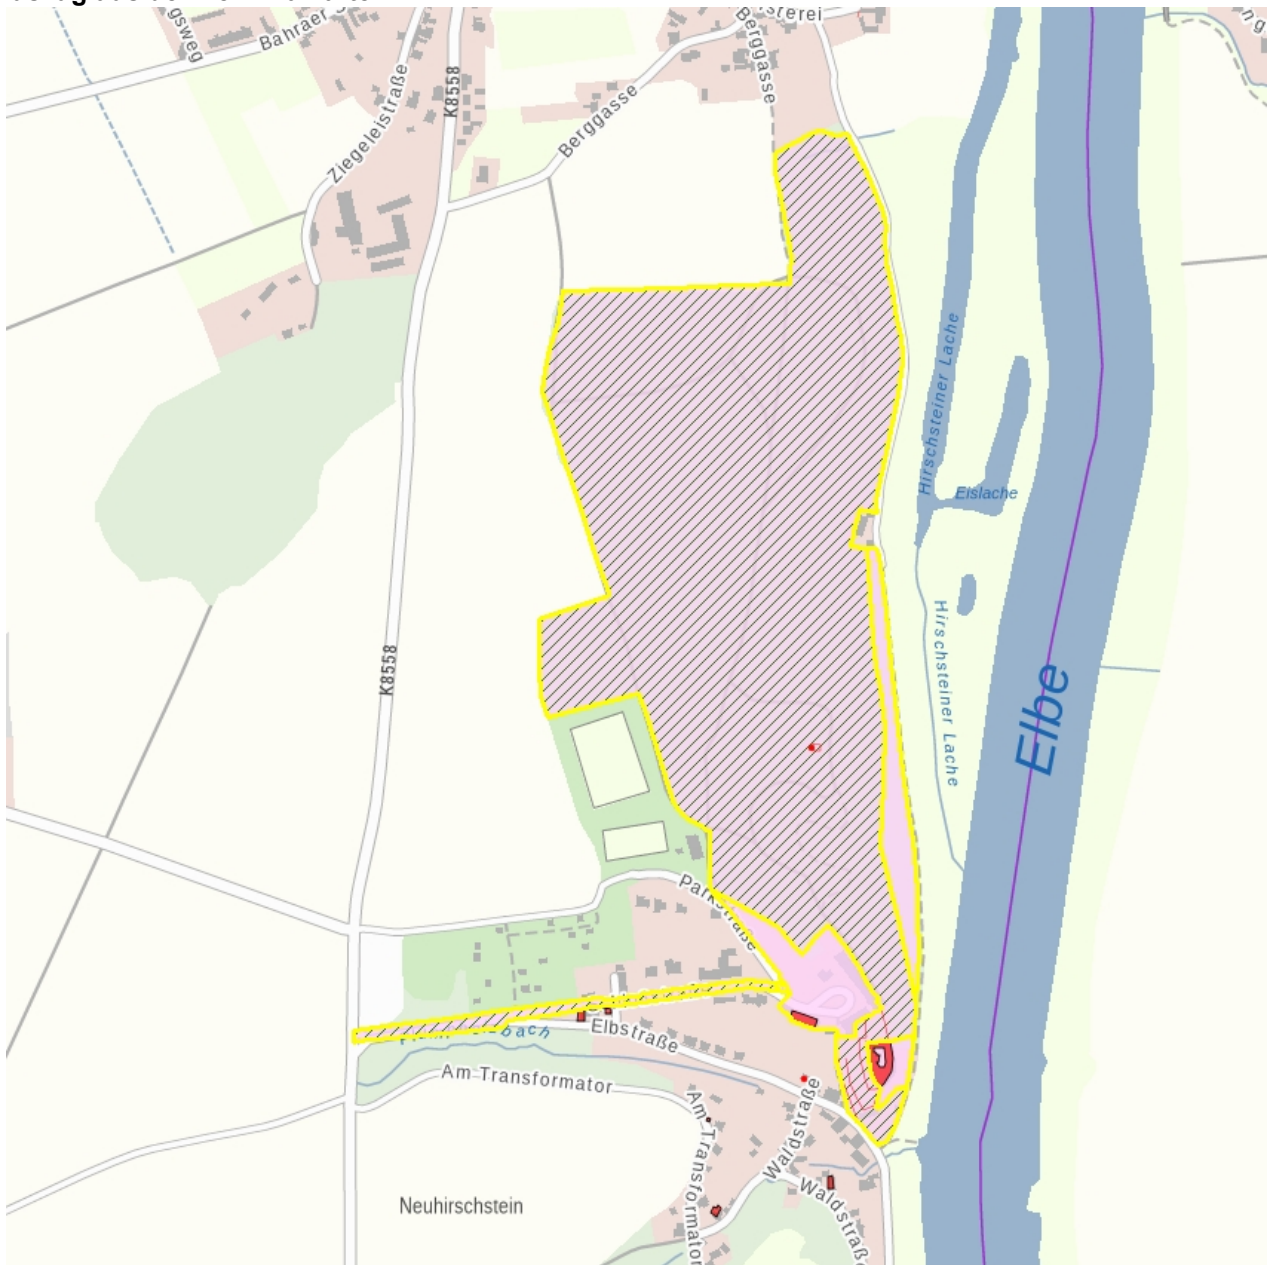 Bahraer
Berggasse
K8558
Ziegeleistraße
Berggasse
Hirschsteiner Lache
Eislache
Hirschsteiner Lache
K8558
Elbe
Parkstraße
Elbstraße
Am Transformator
Waldstraße
Am Transformator
Waldstraße
Neuhirschstein